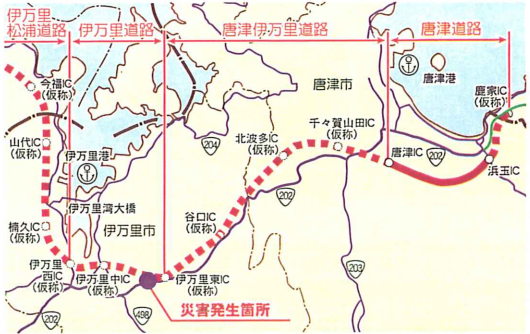 伊万里
松浦道路
伊万里道路
唐津伊万里道路
唐津道路
今福IC
(仮称)
唐津市
唐津港
鹿家IC
(仮称)
山代IC
(仮称)
204
北波多IC
(仮称)
千々賀山田IC
(仮称)
伊万里港
唐津IC
202
浜玉IC
伊万里湾大橋
202
楠久IC
(仮称)
伊万里市
谷口IC
(仮称)
伊万里
西IC
(仮称)
伊万里中IC
(仮称)
伊万里東IC
(仮称)
203
災害発生箇所
202
498